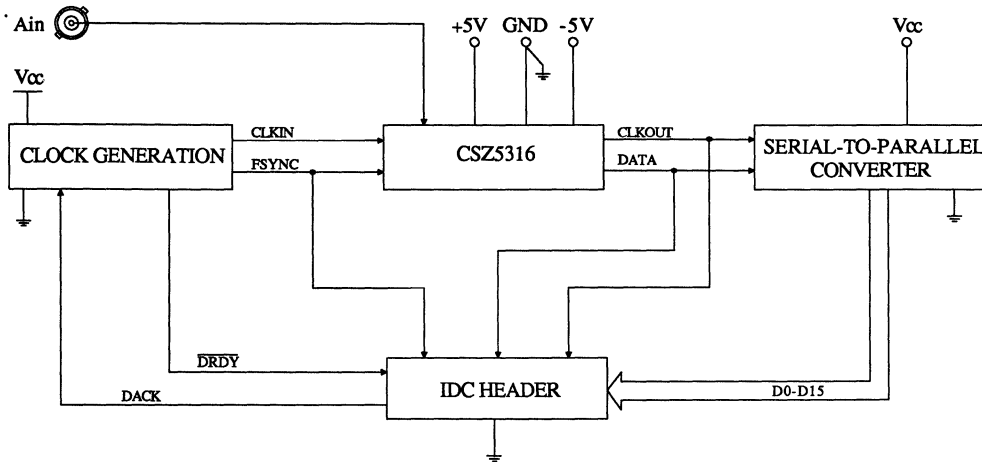 Ain
+5V
GND
-5V
Vcc
Vcc
CLOCK GENERATION
CLKIN
FSYNC
CSZ5316
CLKOUT
DATA
SERIAL-TO-PARALLEL
CONVERTER
DRDY
DACK
IDC HEADER
D0-D15